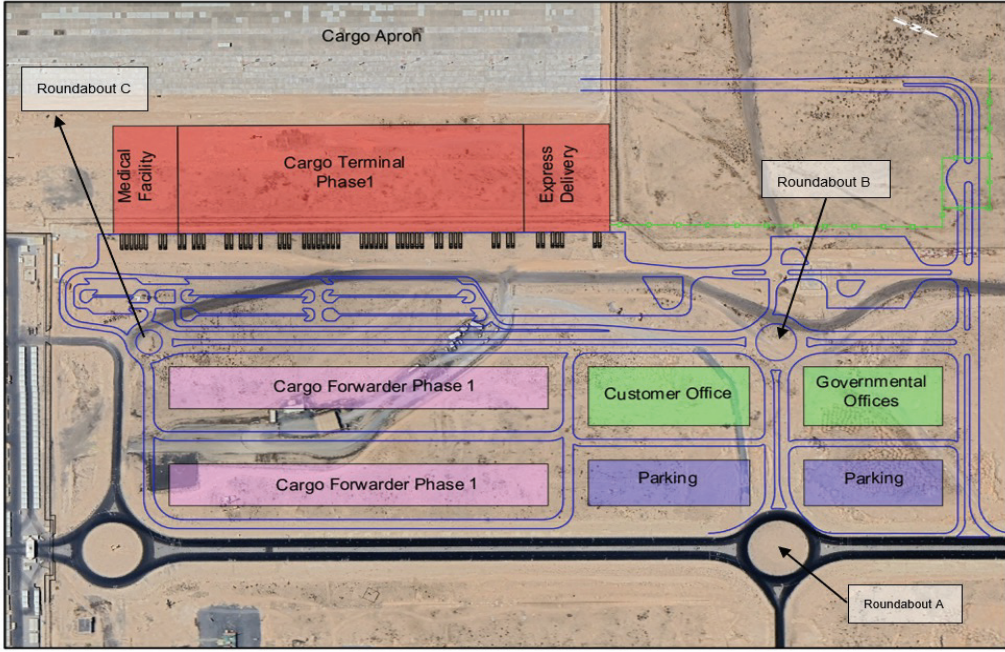 Cargo Apron
Roundabout C
Medical
Facility
Cargo Terminal
Phase1
Express
Delivery
Roundabout B
Cargo Forwarder Phase 1
Customer Office
Governmental
Offices
Cargo Forwarder Phase 1
Parking
Parking
Roundabout A